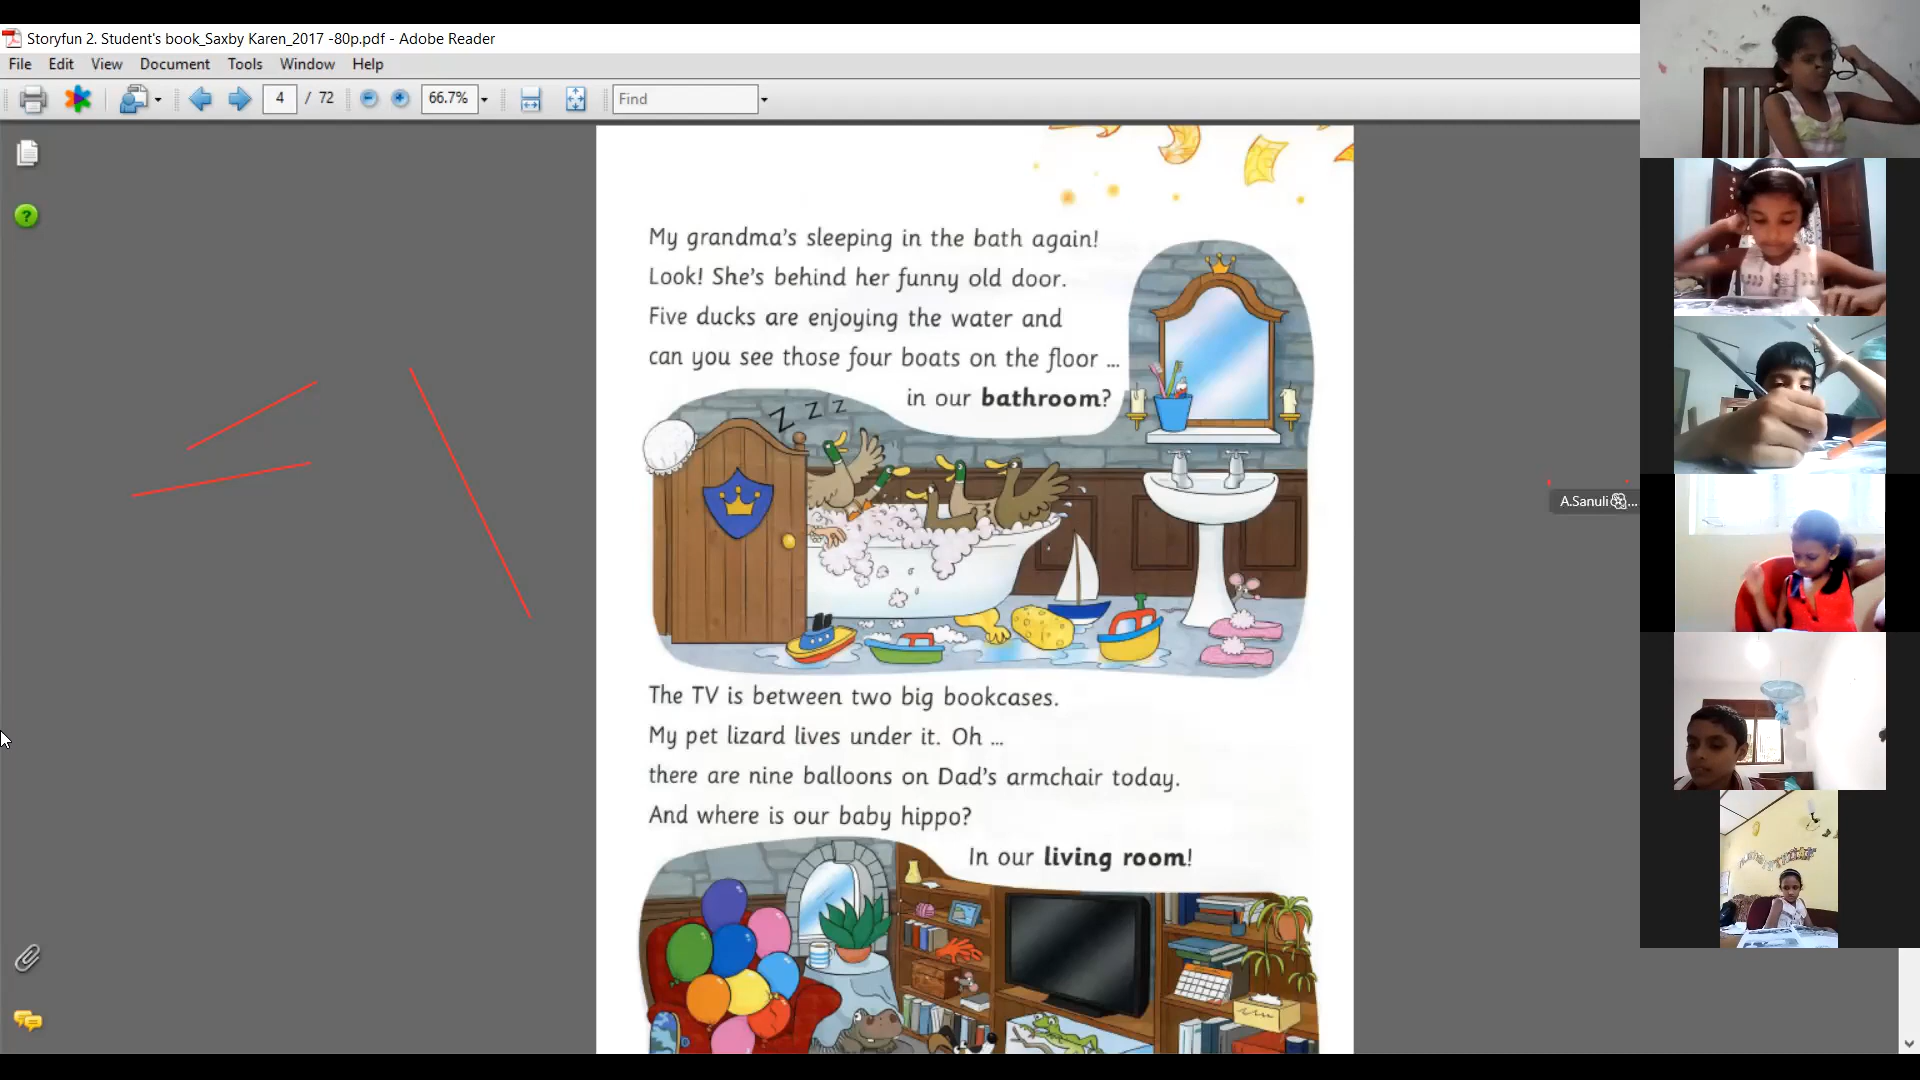 Storyfun 2. Student's book_Saxby Karen_2017 -80p.pdf - Adobe Reader
File Edit View Document Tools Window Help
4 / 72 66.7% Find
My grandma's sleeping in the bath again!
Look! She's behind her funny old door.
Five ducks are enjoying the water and
can you see those four boats on the floor ...
in our bathroom?
Z Z Z
A.Sanuli ...
The TV is between two big bookcases.
My pet lizard lives under it. Oh ...
there are nine balloons on Dad's armchair today.
And where is our baby hippo?
In our living room!